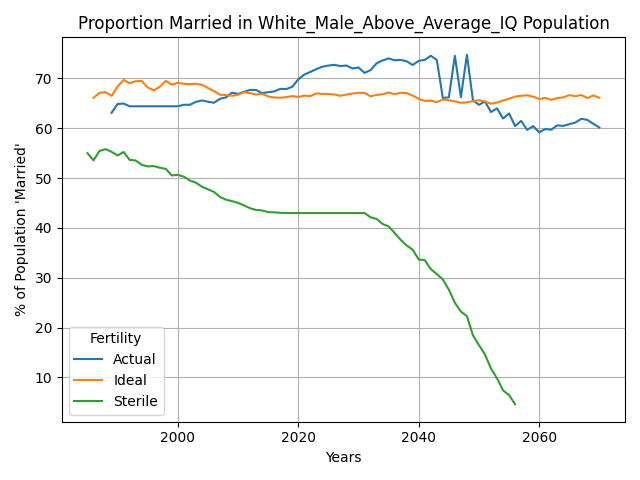 Proportion Married in White_Male_Above_Average_IQ Population
% of Population 'Married'
70
60
50
40
30
20
10
Fertility
Actual
Ideal
Sterile
2000
2020
2040
2060
Years